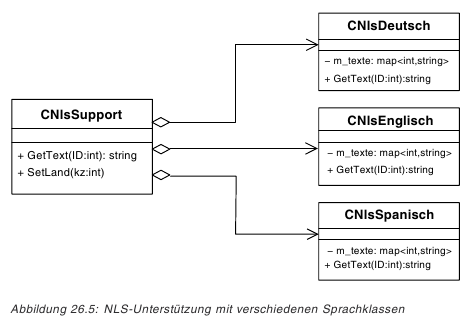 CNlsDeutsch
– m_texte: map<int,string>
+ GetText(ID:int):string
CNlsSupport
+ GetText(ID:int): string
+ SetLand(kz:int)
CNlsEnglisch
– m_texte: map<int,string>
+ GetText(ID:int):string
CNlsSpanisch
– m_texte: map<int,string>
+ GetText(ID:int):string
Abbildung 26.5: NLS-Unterstützung mit verschiedenen Sprachklassen